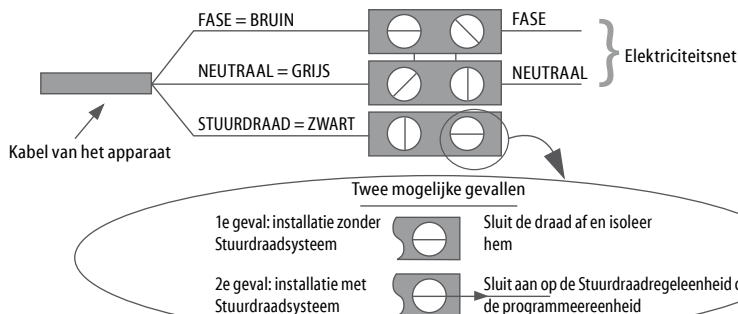 FASE = BRUIN
FASE
NEUTRAAL = GRIJS
NEUTRAAL
Elektriciteitsnet
STUURDRAAD = ZWART
Kabel van het apparaat
Twee mogelijke gevallen
1e geval: installatie zonder
Stuurdraadsysteem
Sluit de draad af en isoleer
hem
2e geval: installatie met
Stuurdraadsysteem
Sluit aan op de Stuurdraadregeleenheid
de programmeereenheid